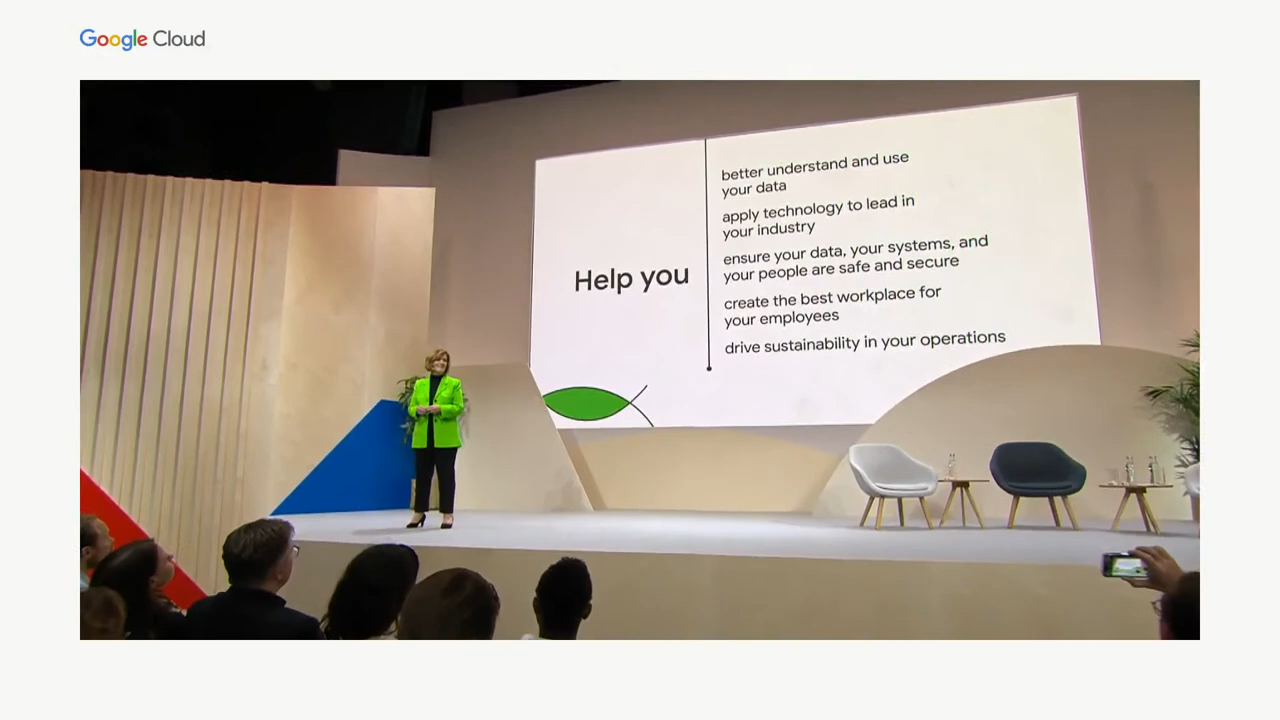 Google Cloud
Help you
better understand and use
your data
apply technology to lead in
your industry
ensure your data, your systems, and
your people are safe and secure
create the best workplace for
your employees
drive sustainability in your operations